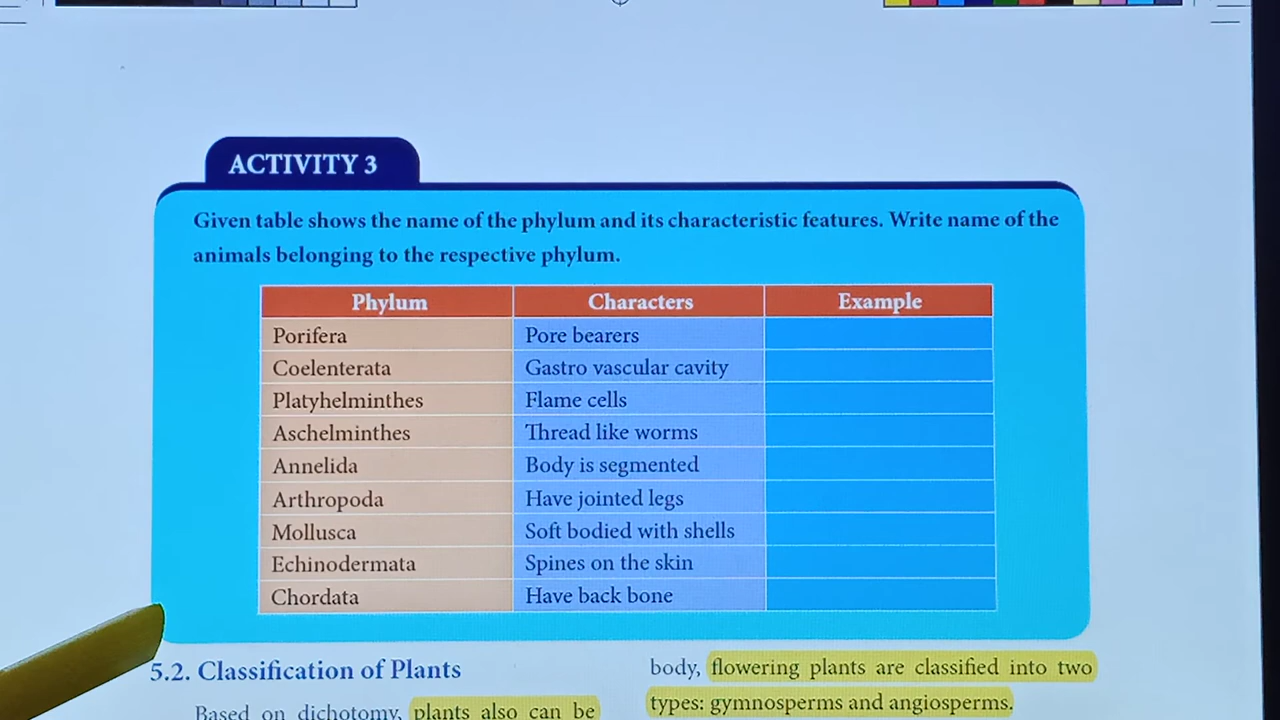 ACTIVITY 3
Given table shows the name of the phylum and its characteristic features. Write name of the
animals belonging to the respective phylum.
Phylum Characters Example
Porifera Pore bearers
Coelenterata Gastro vascular cavity
Platyhelminthes Flame cells
Aschelminthes Thread like worms
Annelida Body is segmented
Arthropoda Have jointed legs
Mollusca Soft bodied with shells
Echinodermata Spines on the skin
Chordata Have back bone
5.2. Classification of Plants
Based on dichotomy, plants also can be
body, flowering plants are classified into two
types: gymnosperms and angiosperms.